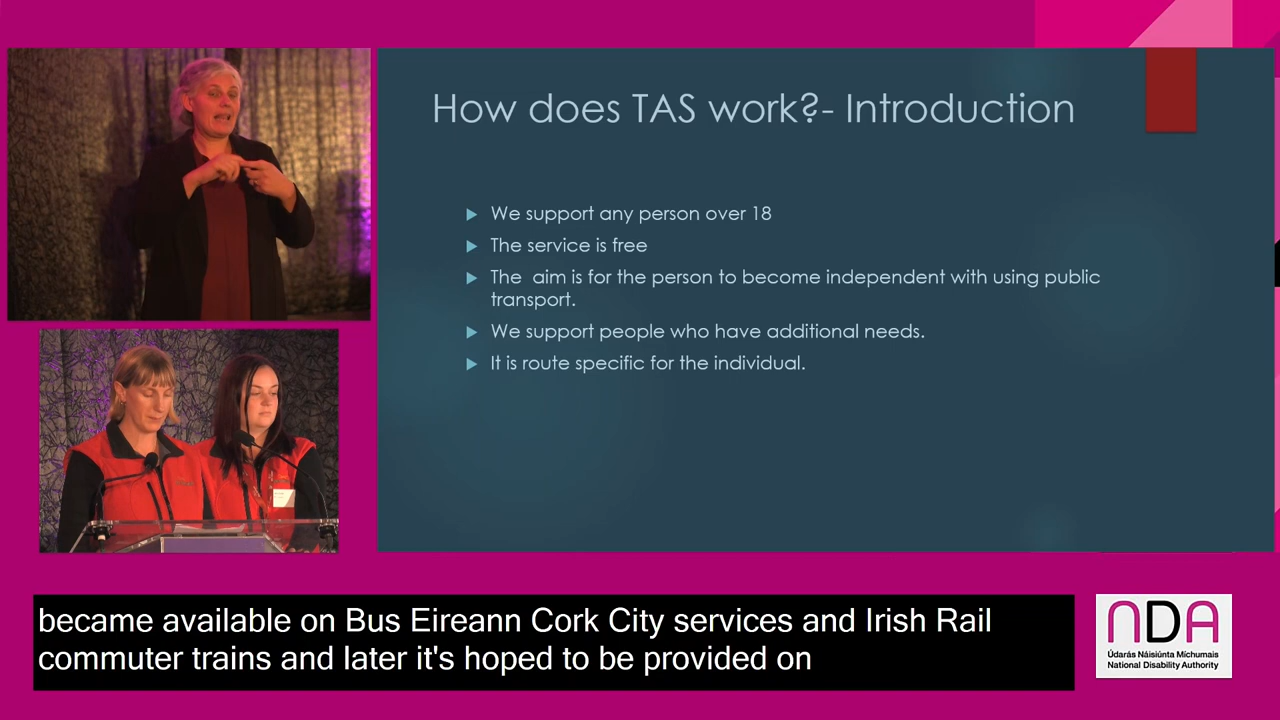 How does TAS work?- Introduction
We support any person over 18
The service is free
The aim is for the person to become independent with using public
transport.
We support people who have additional needs.
It is route specific for the individual.
became available on Bus Eireann Cork City services and Irish Rail
commuter trains and later it's hoped to be provided on
NDA
Údarás Náisiúnta Míchumais
National Disability Authority